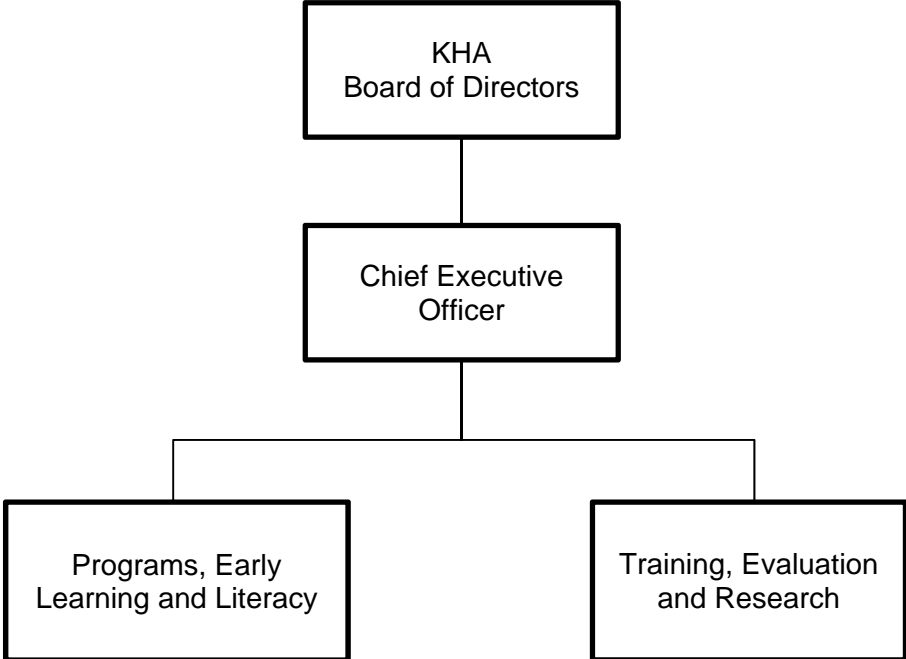 KHA
Board of Directors
Chief Executive
Officer
Programs, Early
Learning and Literacy
Training, Evaluation
and Research